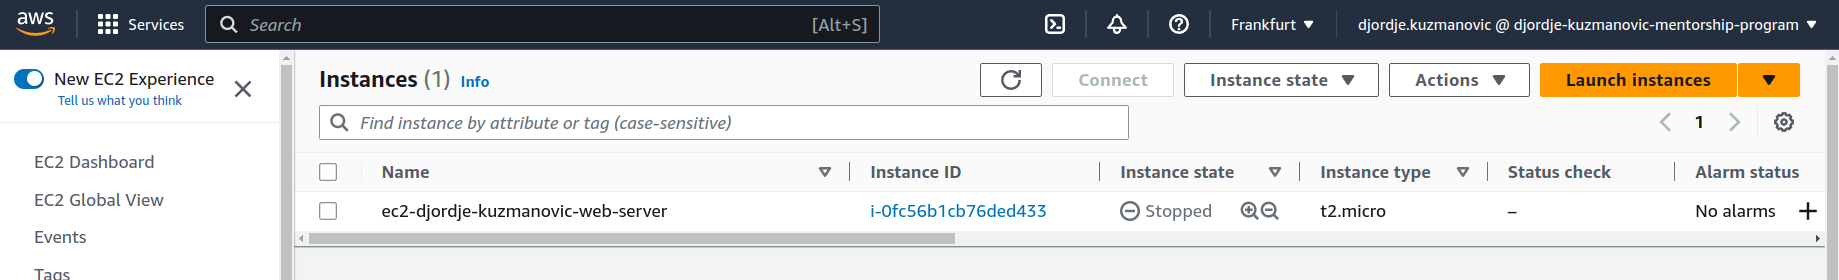 aws Services Search [Alt+S] Frankfurt djordje.kuzmanovic @ djordje-kuzmanovic-mentorship-program
New EC2 Experience
Tell us what you think
EC2 Dashboard
EC2 Global View
Events
Tags
Instances (1) Info Connect Instance state Actions Launch instances
Find instance by attribute or tag (case-sensitive) 1
Name Instance ID Instance state Instance type Status check Alarm status
ec2-djordje-kuzmanovic-web-server i-0fc56b1cb76ded433 Stopped t2.micro – No alarms